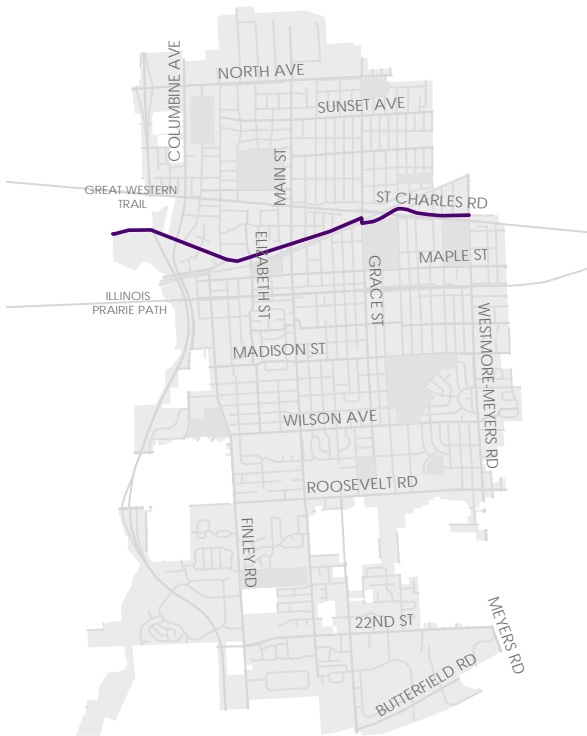 NORTH AVE
COLUMBINE AVE
SUNSET AVE
MAIN ST
GREAT WESTERN
TRAIL
ST CHARLES RD
ELIZABETH ST
MAPLE ST
GRACE ST
ILLINOIS
PRAIRIE PATH
WESTMORE-MEYERS RD
MADISON ST
WILSON AVE
ROOSEVELT RD
FINLEY RD
22ND ST
MEYERS RD
BUTTERFIELD RD